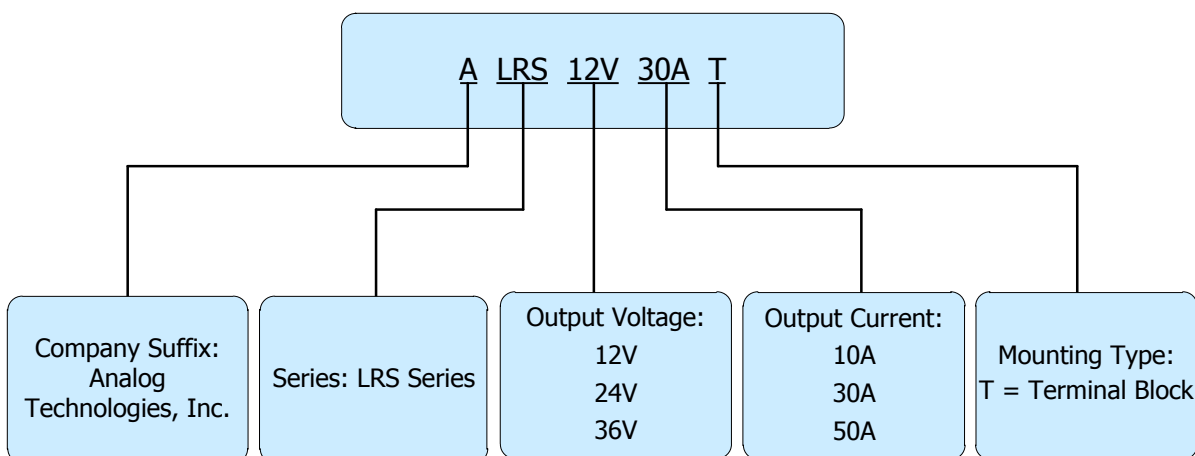 A LRS 12V 30A T
Company Suffix:
Analog
Technologies, Inc.
Series: LRS Series
Output Voltage:
12V
24V
36V
Output Current:
10A
30A
50A
Mounting Type:
T = Terminal Block